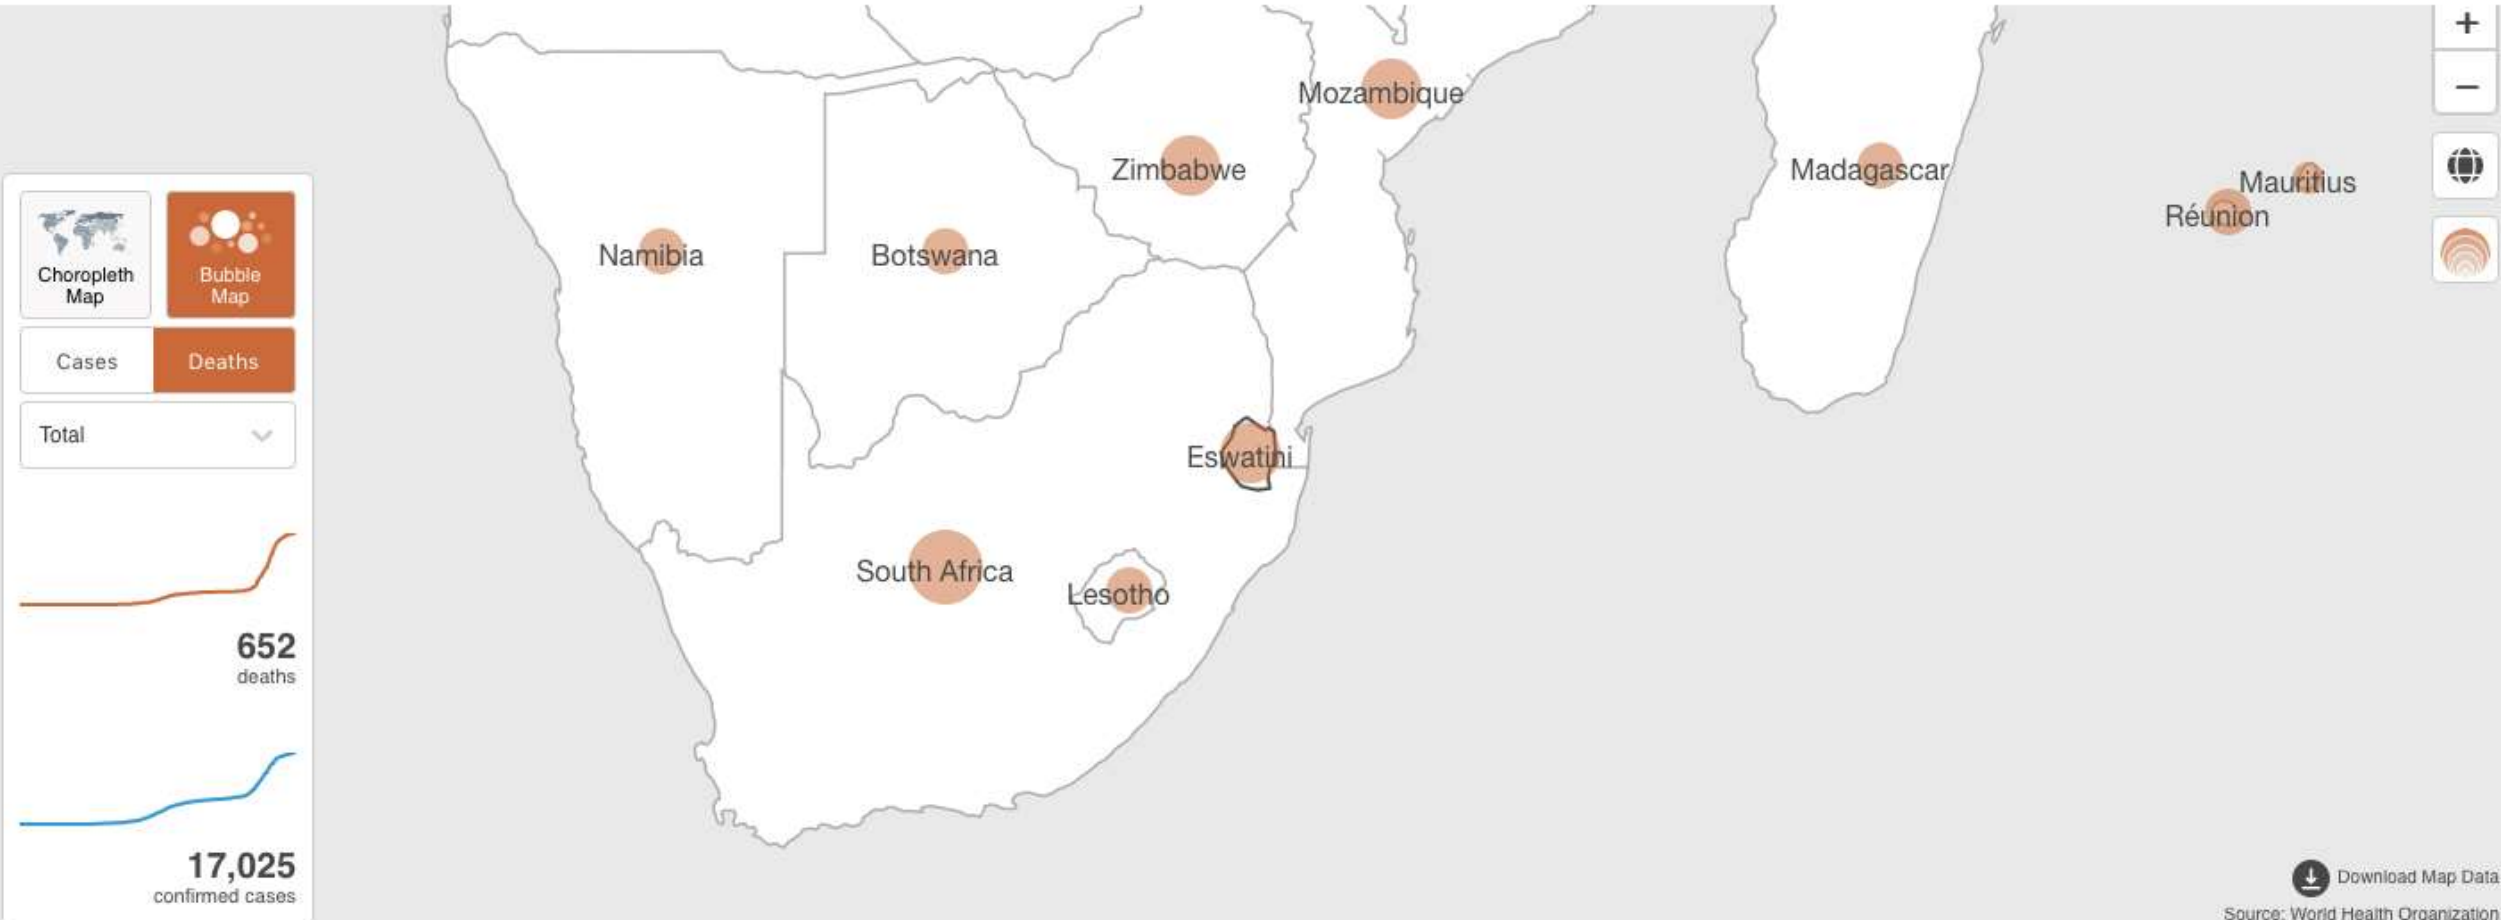 +
−
Mozambique
Zimbabwe
Madagascar
Mauritius
Réunion
Namibia
Botswana
Eswatini
South Africa
Lesotho
Choropleth
Map
Bubble
Map
Cases
Deaths
Total
652
deaths
17,025
confirmed cases
Download Map Data
Source: World Health Organization